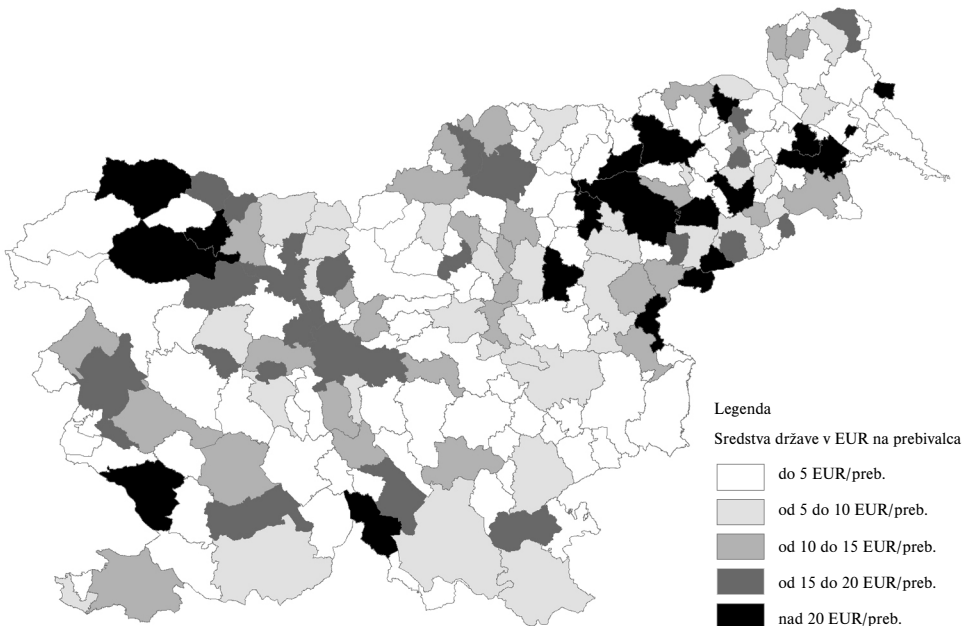 Legenda
Sredstva države v EUR na prebivalca
do 5 EUR/preb.
od 5 do 10 EUR/preb.
od 10 do 15 EUR/preb.
od 15 do 20 EUR/preb.
nad 20 EUR/preb.